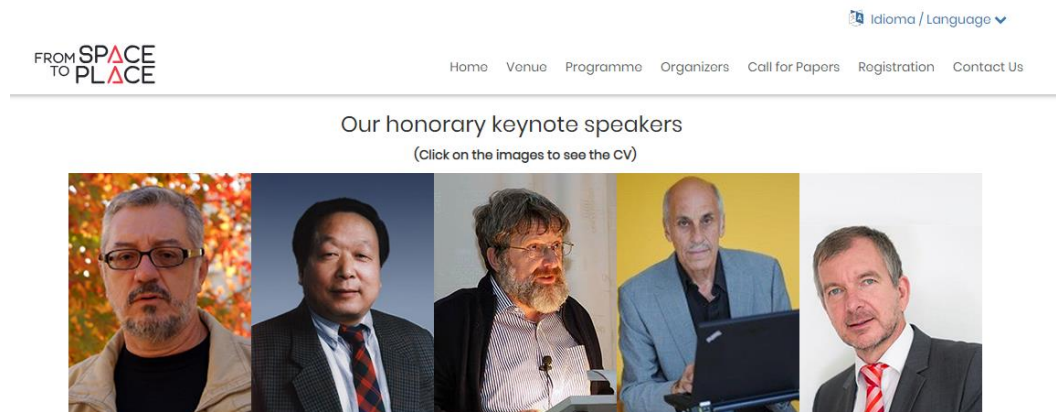 Idioma / Language
FROM SPACE
TO PLACE
Home Venue Programme Organizers Call for Papers Registration Contact Us
Our honorary keynote speakers
(Click on the images to see the CV)